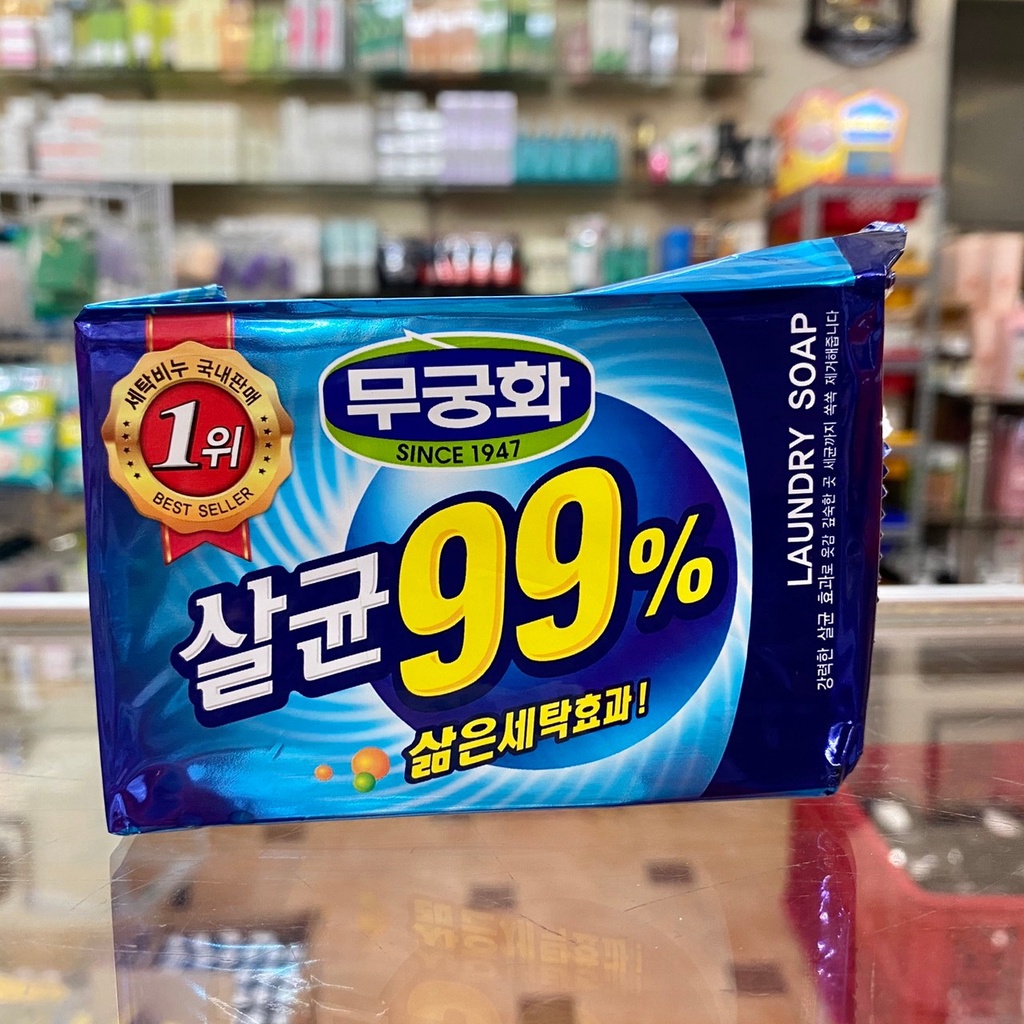 세탁비누 국내판매
1위
BEST SELLER
무궁화
SINCE 1947
살균99%
삶은세탁효과!
LAUNDRY SOAP
강력한 살균 효과로 옷감 깊숙한 곳 세균까지 쏙쏙 제거해줍니다